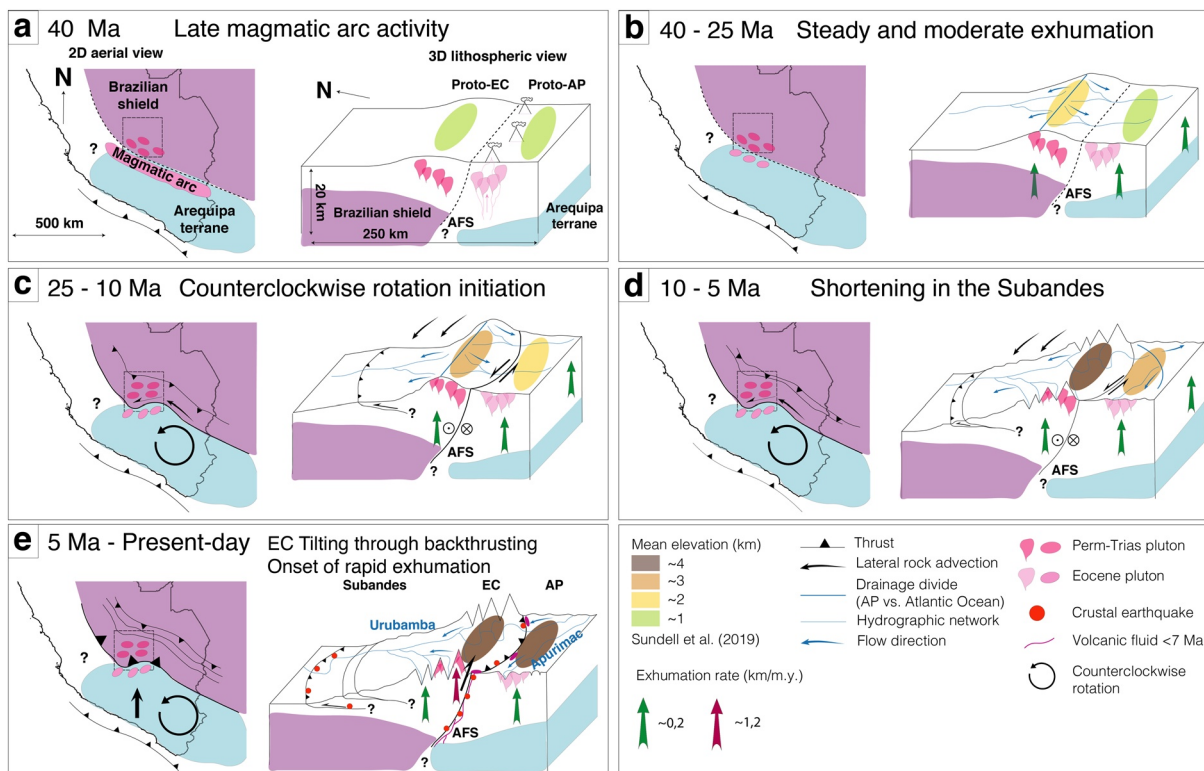 a 40 Ma Late magmatic arc activity
2D aerial view
3D lithospheric view
N
Brazilian
shield
?
Magmatic arc
Arequipa
terrane
500 km
N
Proto-EC Proto-AP
20 km
Brazilian shield
AFS
?
250 km
Arequipa
terrane
b 40 - 25 Ma Steady and moderate exhumation
?
AFS
?
c 25 - 10 Ma Counterclockwise rotation initiation
?
?
AFS
?
d 10 - 5 Ma Shortening in the Subandes
?
?
AFS
?
e 5 Ma - Present-day EC Tilting through backthrusting
Onset of rapid exhumation
Subandes EC AP
?
Urubamba
Apurimac
?
?
AFS
?
Mean elevation (km)
~4
~3
~2
~1
Sundell et al. (2019)
Exhumation rate (km/m.y.)
~0,2
~1,2
Thrust
Lateral rock advection
Drainage divide
(AP vs. Atlantic Ocean)
Hydrographic network
Flow direction
Perm-Trias pluton
Eocene pluton
Crustal earthquake
Volcanic fluid <7 Ma
Counterclockwise
rotation